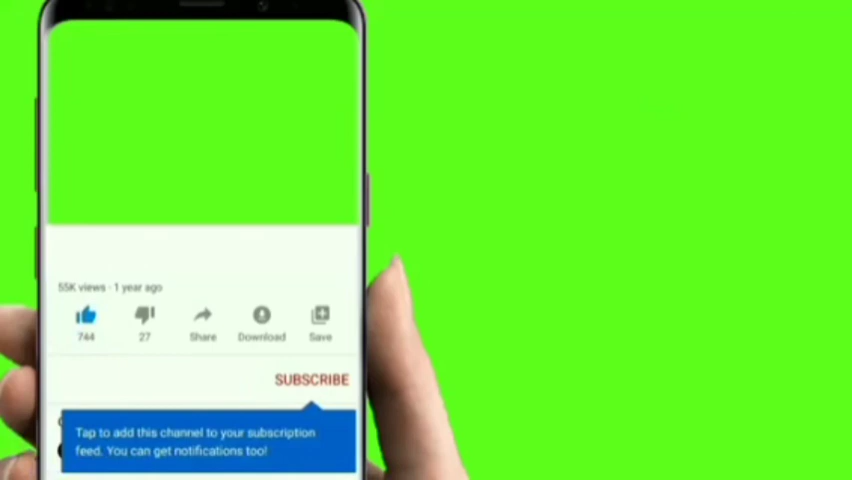 55K views · 1 year ago
744
27
Share
Download
Save
SUBSCRIBE
Tap to add this channel to your subscription
feed. You can get notifications too!